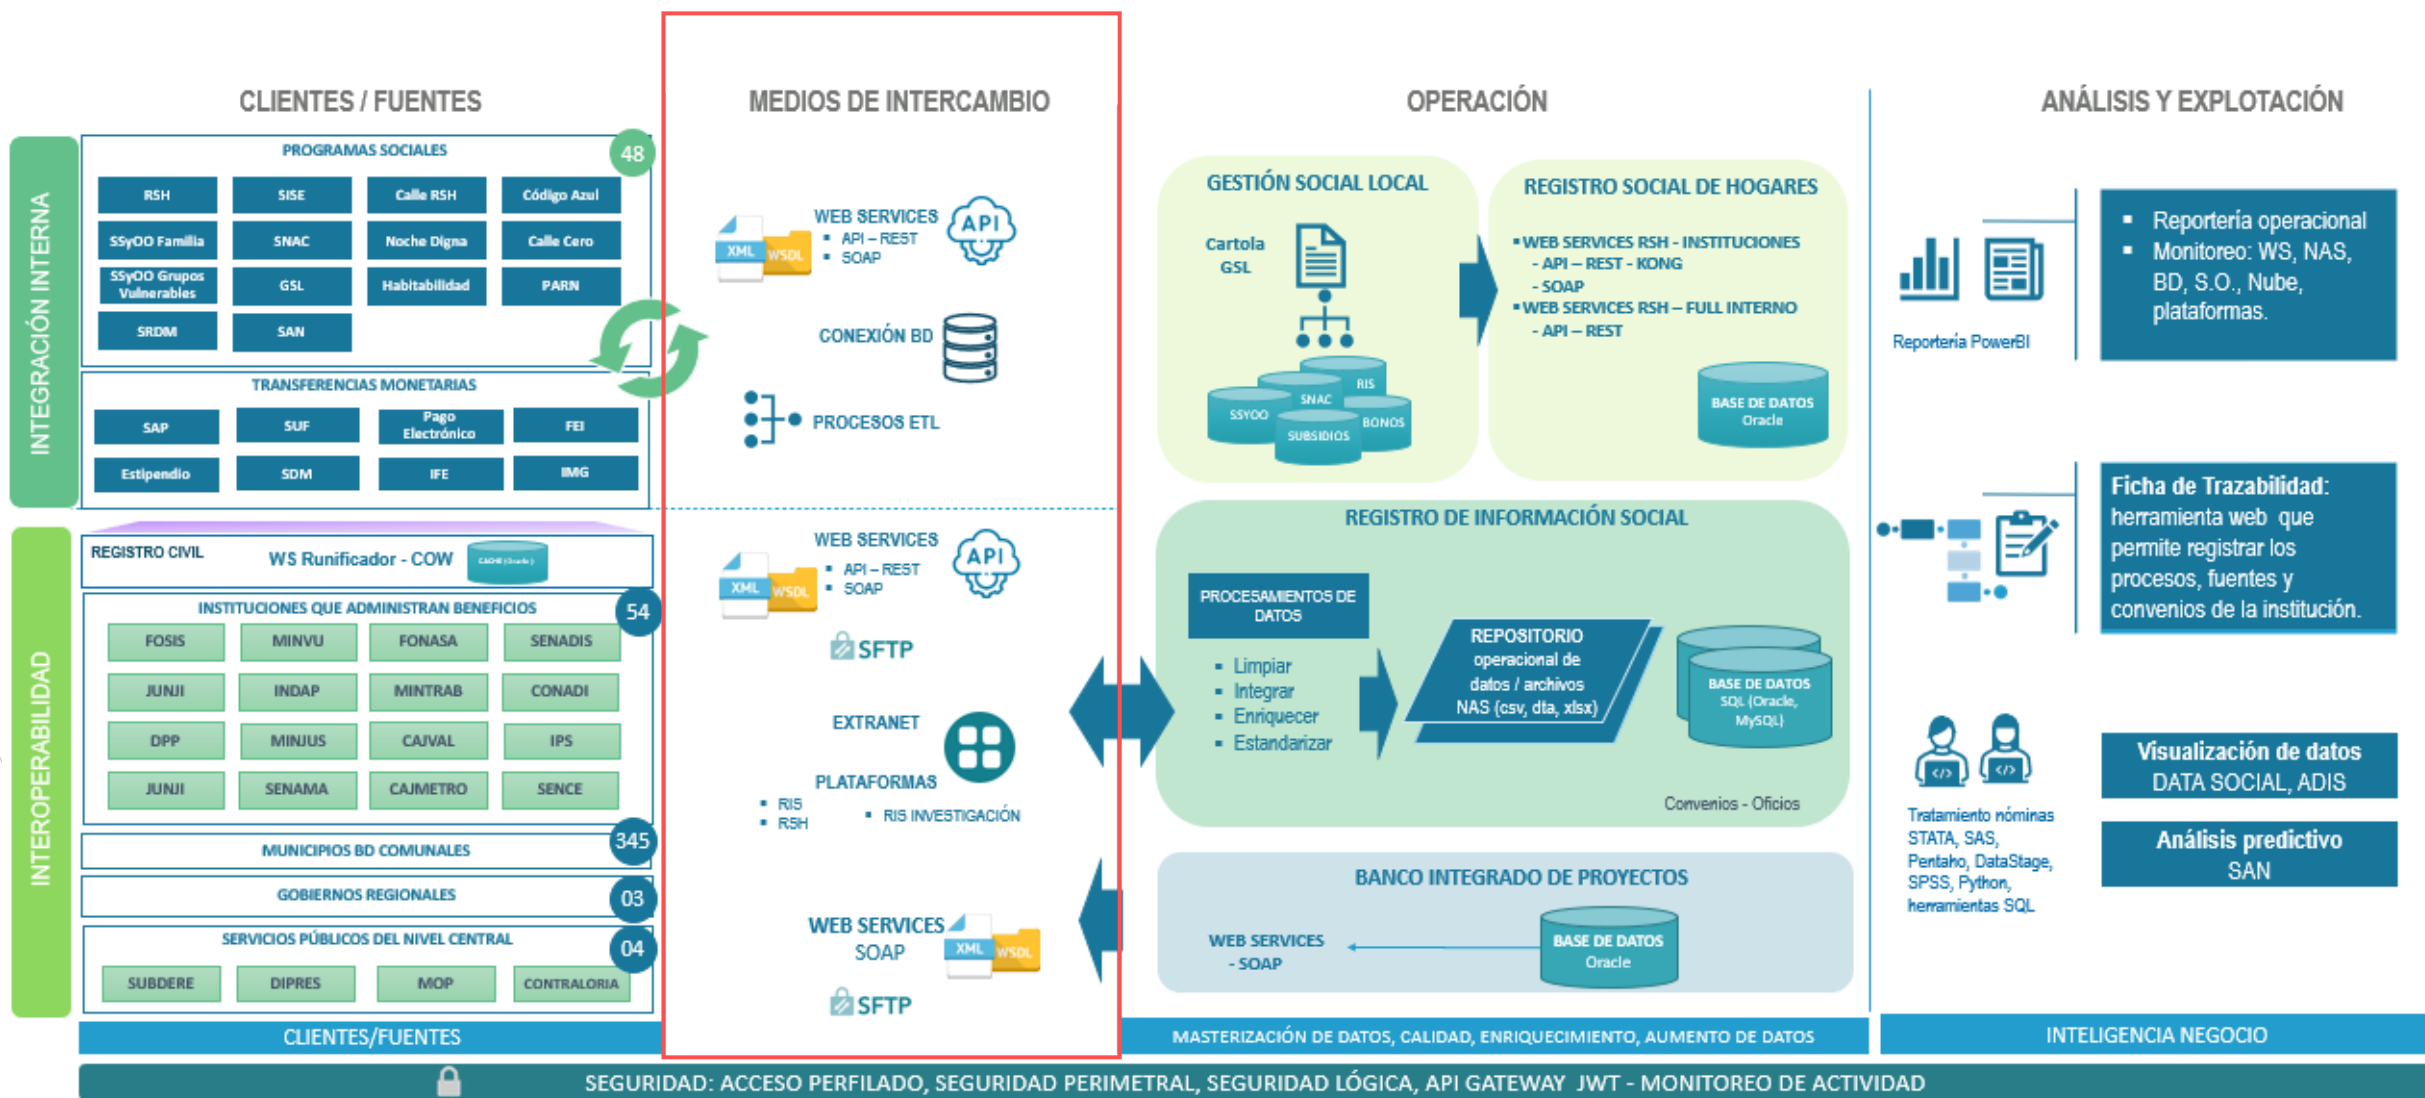 CLIENTES / FUENTES
MEDIOS DE INTERCAMBIO
OPERACIÓN
ANÁLISIS Y EXPLOTACIÓN
INTEGRACIÓN INTERNA
PROGRAMAS SOCIALES
48
RSH
SISE
Calle RSH
Código Azul
SSyOO Familia
SNAC
Noche Digna
Calle Cero
SSyOO Grupos
Vulnerables
GSL
Habitabilidad
PARN
SRDM
SAN
TRANSFERENCIAS MONETARIAS
SAP
SUF
Pago
Electrónico
FEI
Estipendio
SDM
IFE
IMG
INTEROPERABILIDAD
REGISTRO CIVIL
WS Runificador - COW
CACHE (Oracle)
INSTITUCIONES QUE ADMINISTRAN BENEFICIOS
54
FOSIS
MINVU
FONASA
SENADIS
JUNJI
INDAP
MINTRAB
CONADI
DPP
MINJUS
CAJVAL
IPS
JUNJI
SENAMA
CAJMETRO
SENCE
345
MUNICIPIOS BD COMUNALES
GOBIERNOS REGIONALES
03
SERVICIOS PÚBLICOS DEL NIVEL CENTRAL
04
SUBDERE
DIPRES
MOP
CONTRALORIA
CLIENTES/FUENTES
WEB SERVICES
▪ API – REST
▪ SOAP
XML
WSDL
API
CONEXIÓN BD
PROCESOS ETL
WEB SERVICES
▪ API – REST
▪ SOAP
XML
WSDL
API
SFTP
EXTRANET
PLATAFORMAS
▪ RIS
▪ RSH
▪ RIS INVESTIGACIÓN
WEB SERVICES
SOAP
XML
WSDL
SFTP
GESTIÓN SOCIAL LOCAL
Cartola
GSL
RIS
SNAC
SSYOO
BONOS
SUBSIDIOS
REGISTRO SOCIAL DE HOGARES
▪ WEB SERVICES RSH - INSTITUCIONES
- API – REST - KONG
- SOAP
▪ WEB SERVICES RSH – FULL INTERNO
- API – REST
BASE DE DATOS
Oracle
REGISTRO DE INFORMACIÓN SOCIAL
PROCESAMIENTOS DE
DATOS
▪ Limpiar
▪ Integrar
▪ Enriquecer
▪ Estandarizar
REPOSITORIO
operacional de
datos / archivos
NAS (csv, dta, xlsx)
BASE DE DATOS
SQL (Oracle,
MySQL)
Convenios - Oficios
BANCO INTEGRADO DE PROYECTOS
WEB SERVICES
- SOAP
BASE DE DATOS
Oracle
MASTERIZACIÓN DE DATOS, CALIDAD, ENRIQUECIMIENTO, AUMENTO DE DATOS
Reportería PowerBI
▪ Reportería operacional
▪ Monitoreo: WS, NAS,
BD, S.O., Nube,
plataformas.
Ficha de Trazabilidad:
herramienta web que
permite registrar los
procesos, fuentes y
convenios de la institución.
</>
</>
Tratamiento nóminas
STATA, SAS,
Pentaho, DataStage,
SPSS, Python,
herramientas SQL
Visualización de datos
DATA SOCIAL, ADIS
Análisis predictivo
SAN
INTELIGENCIA NEGOCIO
SEGURIDAD: ACCESO PERFILADO, SEGURIDAD PERIMETRAL, SEGURIDAD LÓGICA, API GATEWAY JWT - MONITOREO DE ACTIVIDAD